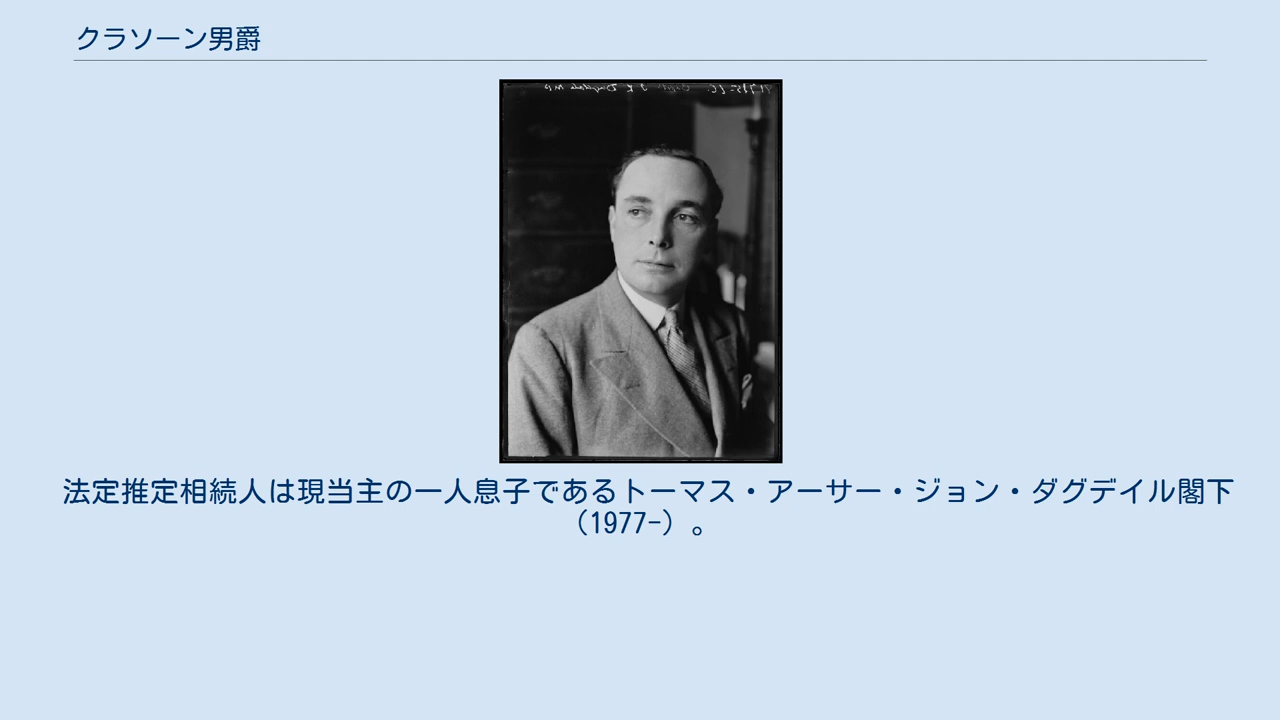 クラソーン男爵
法定推定相続人は現当主の一人息子であるトーマス・アーサー・ジョン・ダグデイル閣下
（1977-）。